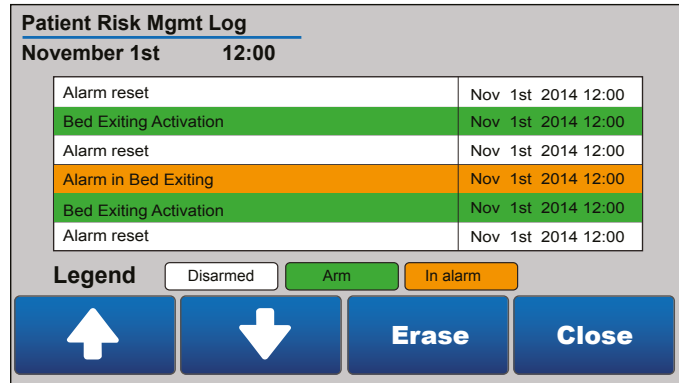 Patient Risk Mgmt Log
November 1st 12:00
Alarm reset Nov 1st 2014 12:00
Bed Exiting Activation Nov 1st 2014 12:00
Alarm reset Nov 1st 2014 12:00
Alarm in Bed Exiting Nov 1st 2014 12:00
Bed Exiting Activation Nov 1st 2014 12:00
Alarm reset Nov 1st 2014 12:00
Legend Disarmed Arm In alarm
Erase Close